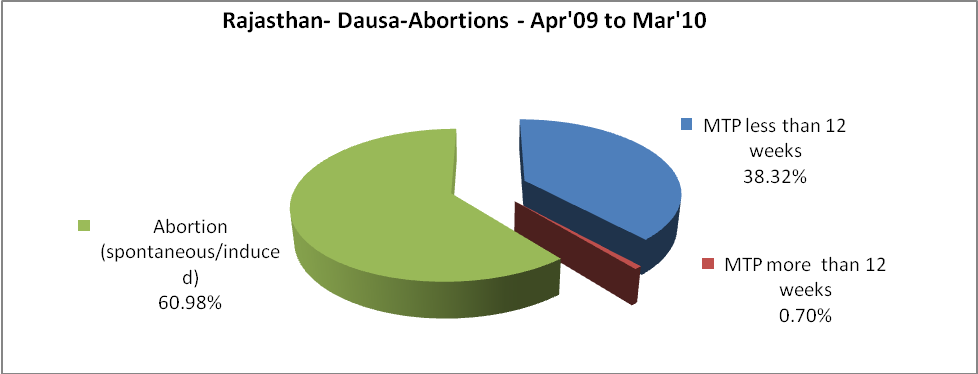 Rajasthan- Dausa-Abortions - Apr'09 to Mar'10
MTP less than 12
weeks
38.32%
Abortion
(spontaneous/induce
d)
60.98%
MTP more than 12
weeks
0.70%